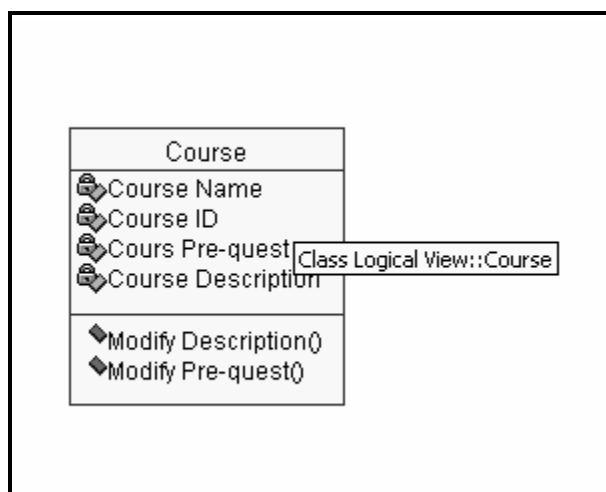 Course
Course Name
Course ID
Cours Pre-quest
Class Logical View::Course
Course Description
Modify Description()
Modify Pre-quest()